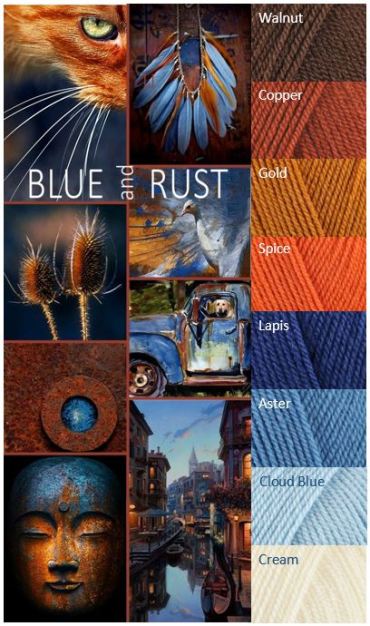 BLUE and RUST
Walnut
Copper
Gold
Spice
Lapis
Aster
Cloud Blue
Cream